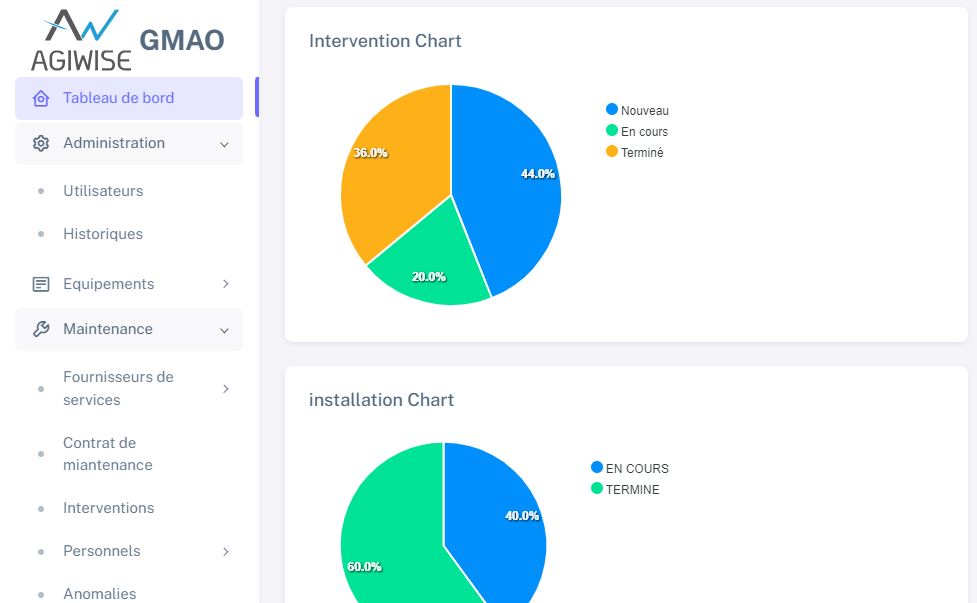 AGIWISE
GMAO
Tableau de bord
Administration
Utilisateurs
Historiques
Equipements
Maintenance
Fournisseurs de
services
Contrat de
miantenance
Interventions
Personnels
Anomalies
Intervention Chart
36.0%
44.0%
20.0%
Nouveau
En cours
Terminé
installation Chart
40.0%
60.0%
EN COURS
TERMINE